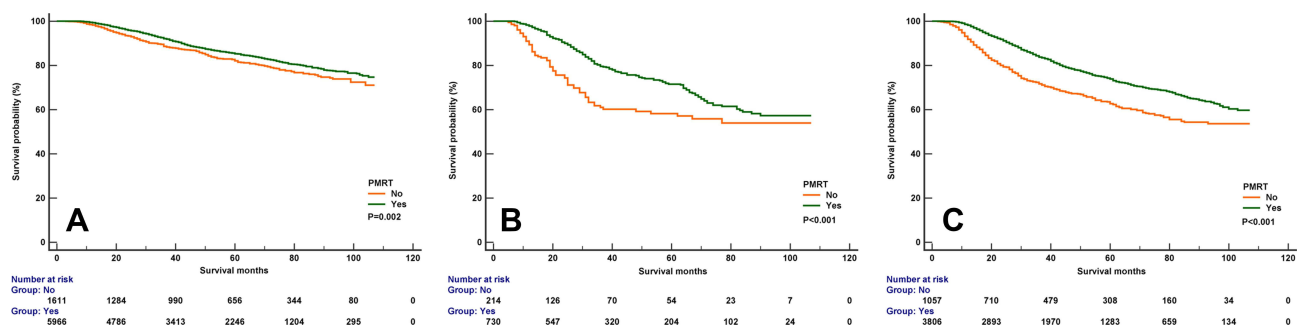 A
Survival probability (%)
100
80
60
40
20
0
0 20 40 60 80 100 120
Survival months
PMRT
No
Yes
P=0.002
Number at risk
Group: No
1611 1284 990 656 344 80 0
Group: Yes
5966 4786 3413 2246 1204 295 0
B
Survival probability (%)
100
80
60
40
20
0
0 20 40 60 80 100 120
Survival months
PMRT
No
Yes
P<0.001
Number at risk
Group: No
214 126 70 54 23 7 0
Group: Yes
730 547 320 204 102 24 0
C
Survival probability (%)
100
80
60
40
20
0
0 20 40 60 80 100 120
Survival months
PMRT
No
Yes
P<0.001
Number at risk
Group: No
1057 710 479 308 160 34 0
Group: Yes
3806 2893 1970 1283 659 134 0